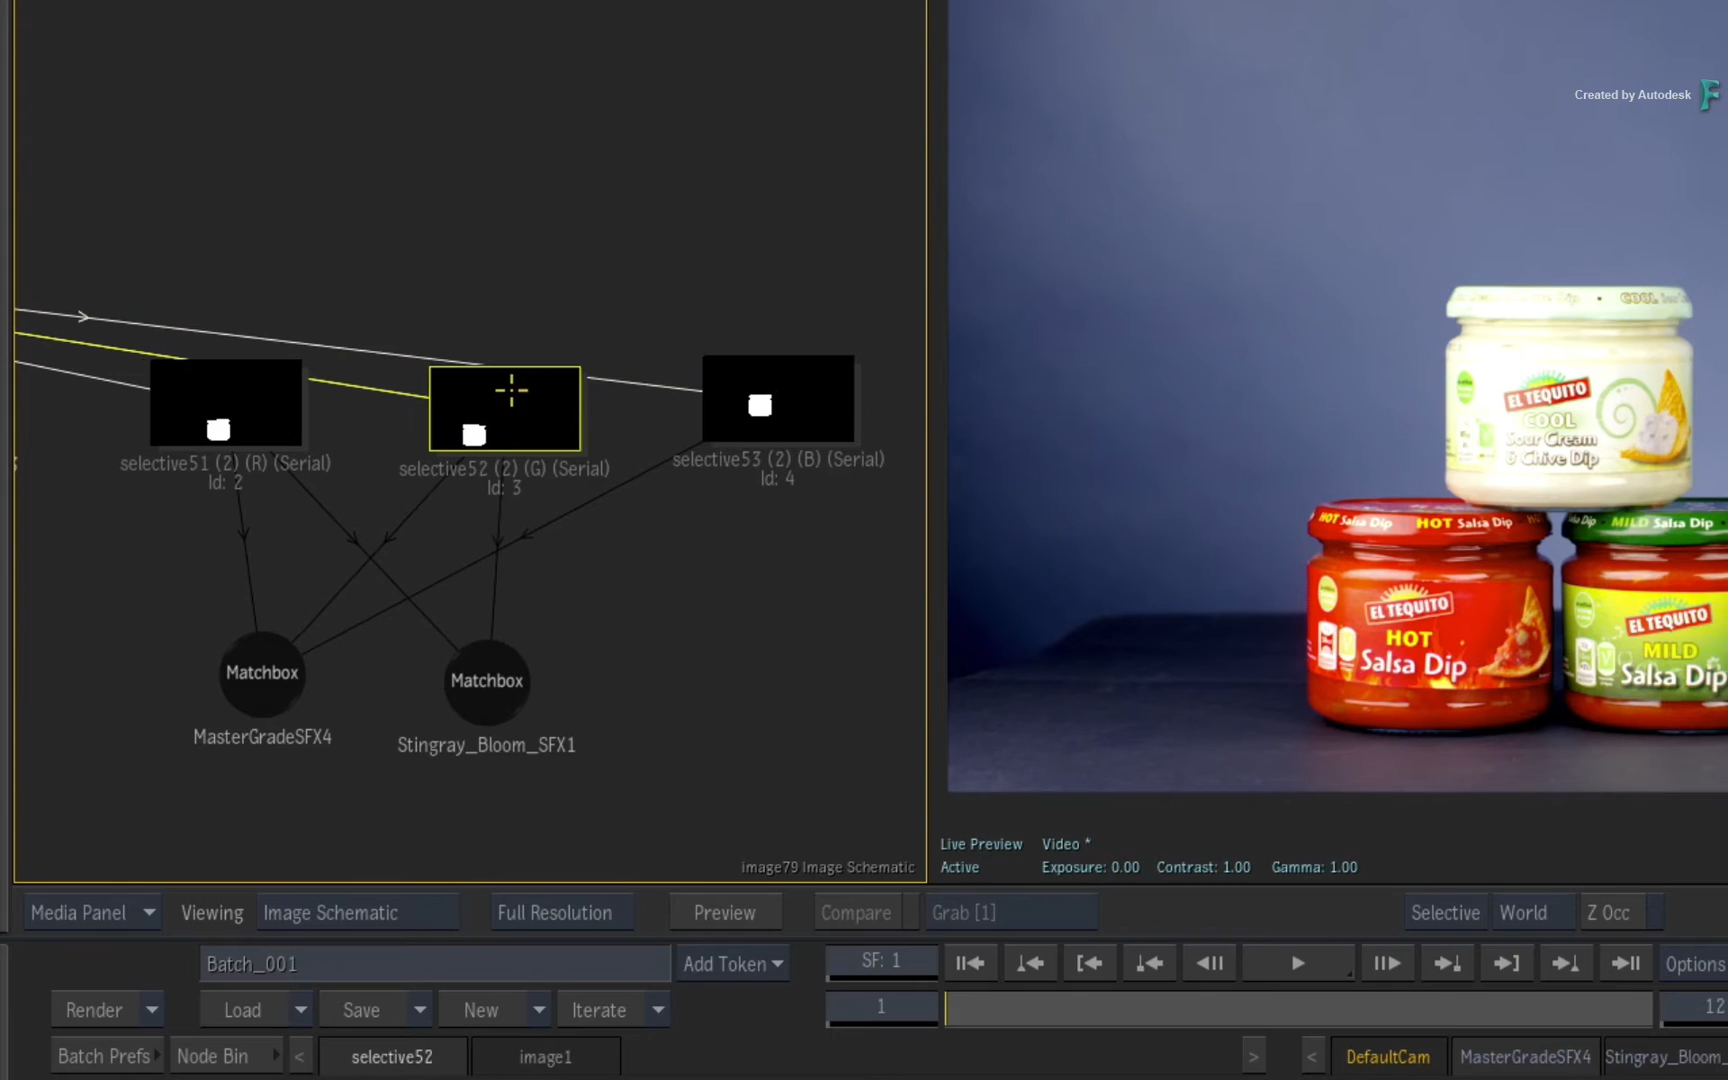 Created by Autodesk
selective51 (2) (R) (Serial)
Id: 2
selective52 (2) (G) (Serial)
Id: 3
selective53 (2) (B) (Serial)
Id: 4
Matchbox
MasterGradeSFX4
Matchbox
Stingray_Bloom_SFX1
COOL
EL TEQUITO
COOL
Sour Cream
& Chive Dip
HOT Salsa Dip HOT Salsa Dip
MILD Salsa Dip
EL TEQUITO
HOT
Salsa Dip
EL TEQUITO
MILD
Salsa Dip
image79 Image Schematic
Live Preview Video *
Active Exposure: 0.00 Contrast: 1.00 Gamma: 1.00
Media Panel Viewing Image Schematic Full Resolution Preview Compare Grab [1] Selective World Z Occ
Batch_001 Add Token SF: 1 Options
Render Load Save New Iterate 1 12
Batch Prefs Node Bin < selective52 image1 > < DefaultCam MasterGradeSFX4 Stingray_Bloom_